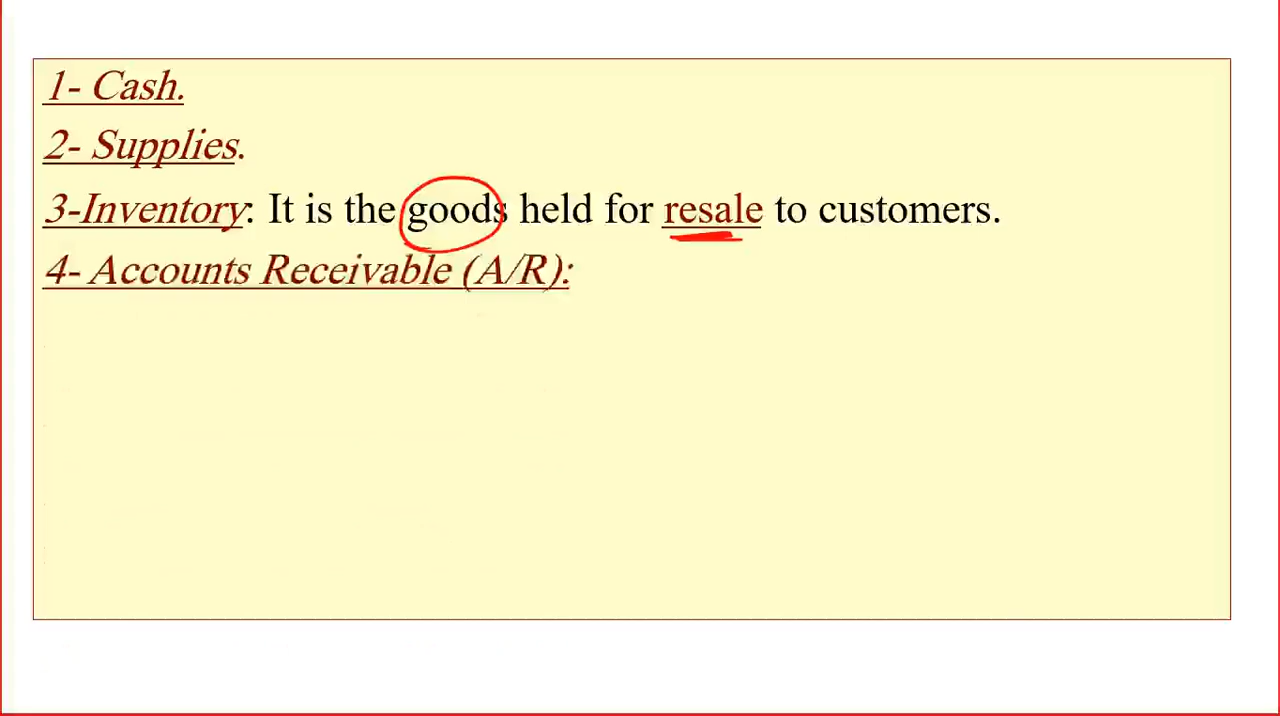 1- Cash.
2- Supplies.
3-Inventory: It is the goods held for resale to customers.
4- Accounts Receivable (A/R):